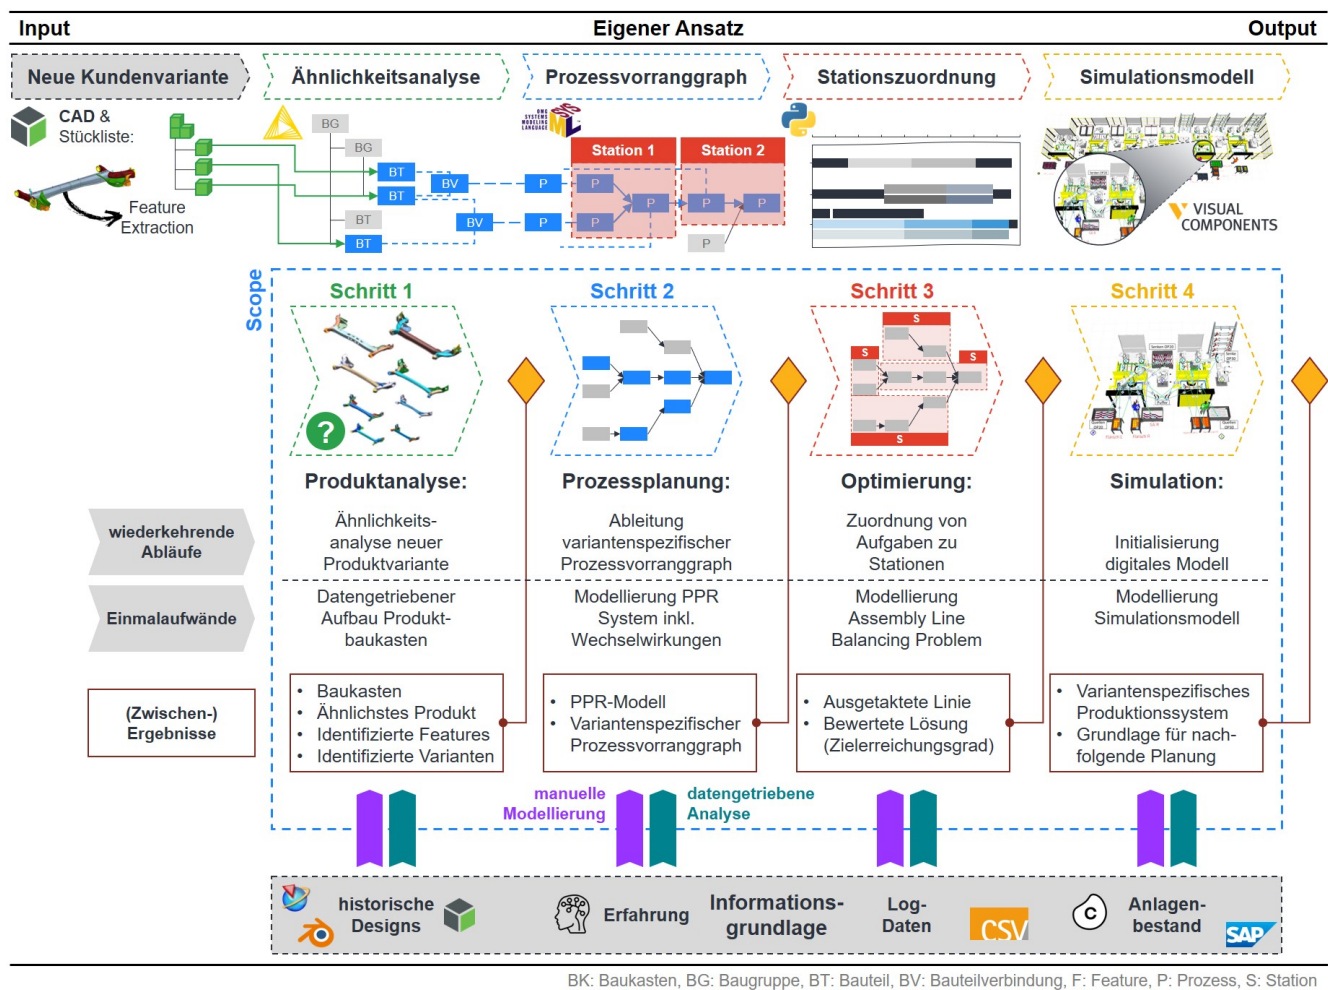 Input
Eigener Ansatz
Output
Neue Kundenvariante
Ähnlichkeitsanalyse
Prozessvorranggraph
Stationszuordnung
Simulationsmodell
CAD &
Stückliste:
Feature
Extraction
BG
BG
BT
BT
BT
BT
BV
BV
OMG
SYSTEMS
MODELING
LANGUAGE
SYSML
Station 1
Station 2
P
P
P
P
P
P
P
P
P
VISUAL
COMPONENTS
Scope
Schritt 1
Schritt 2
Schritt 3
Schritt 4
?
S
S
S
S
Produktanalyse:
Prozessplanung:
Optimierung:
Simulation:
wiederkehrende
Abläufe
Ähnlichkeits-
analyse neuer
Produktvariante
Ableitung
variantenspezifischer
Prozessvorranggraph
Zuordnung von
Aufgaben zu
Stationen
Initialisierung
digitales Modell
Einmalaufwände
Datengetriebener
Aufbau Produkt-
baukasten
Modellierung PPR
System inkl.
Wechselwirkungen
Modellierung
Assembly Line
Balancing Problem
Modellierung
Simulationsmodell
(Zwischen-)
Ergebnisse
• Baukasten
• Ähnlichstes Produkt
• Identifizierte Features
• Identifizierte Varianten
• PPR-Modell
• Variantenspezifischer
Prozessvorranggraph
• Ausgetaktete Linie
• Bewertete Lösung
(Zielerreichungsgrad)
• Variantenspezifisches
Produktionssystem
• Grundlage für nach-
folgende Planung
manuelle
Modellierung
datengetriebene
Analyse
historische
Designs
Erfahrung
Informations-
grundlage
Log-
Daten
CSV
C
Anlagen-
bestand
SAP
BK: Baukasten, BG: Baugruppe, BT: Bauteil, BV: Bauteilverbindung, F: Feature, P: Prozess, S: Station